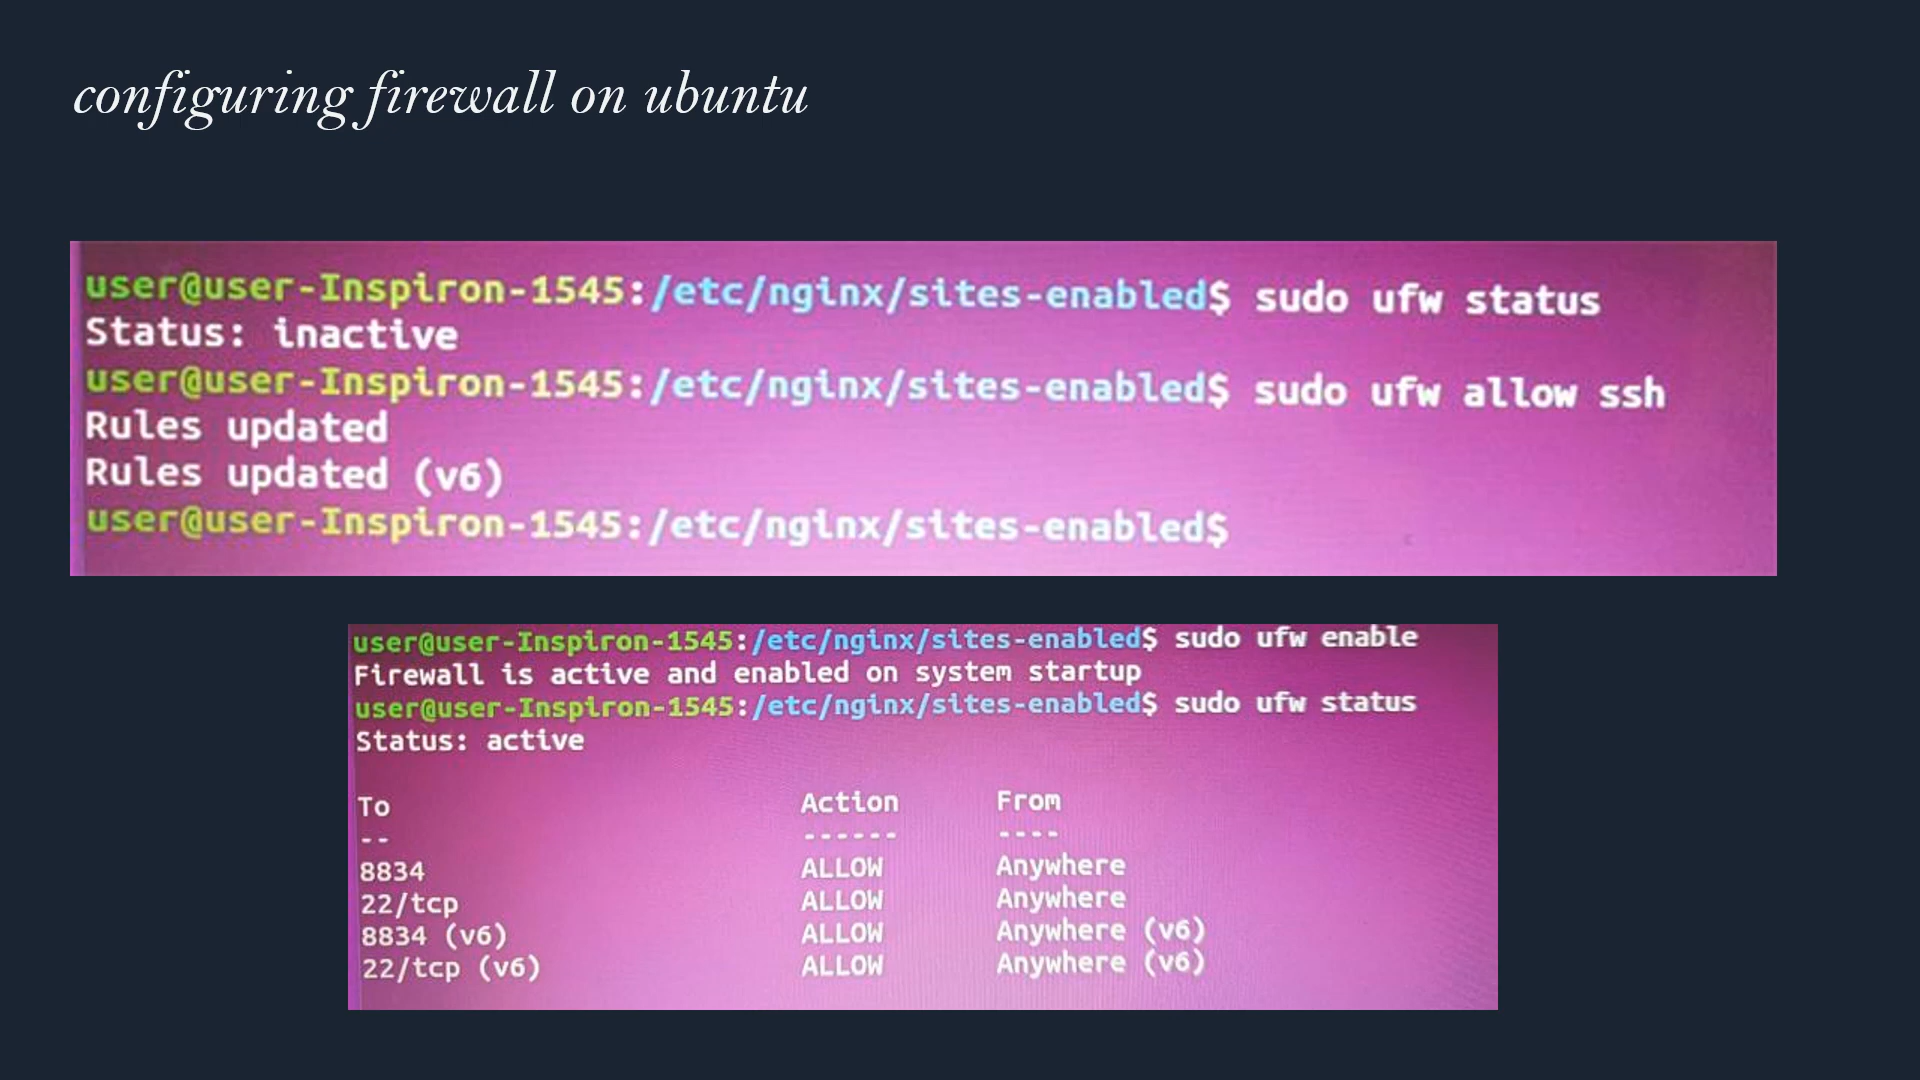 configuring firewall on ubuntu
user@user-Inspiron-1545:/etc/nginx/sites-enabled$ sudo ufw status
Status: inactive
user@user-Inspiron-1545:/etc/nginx/sites-enabled$ sudo ufw allow ssh
Rules updated
Rules updated (v6)
user@user-Inspiron-1545:/etc/nginx/sites-enabled$
user@user-Inspiron-1545:/etc/nginx/sites-enabled$ sudo ufw enable
Firewall is active and enabled on system startup
user@user-Inspiron-1545:/etc/nginx/sites-enabled$ sudo ufw status
Status: active
To Action From
-- ------ ----
8834 ALLOW Anywhere
22/tcp ALLOW Anywhere
8834 (v6) ALLOW Anywhere (v6)
22/tcp (v6) ALLOW Anywhere (v6)